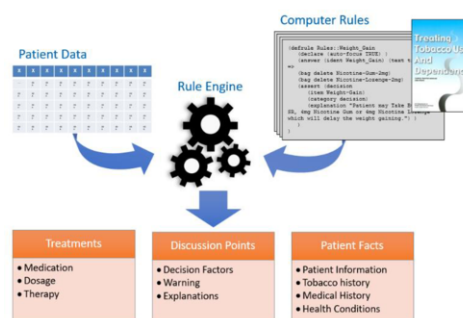 Computer Rules
Patient Data
Rule Engine
(defrule Rules::Weight_Gain
(declare (auto-focus TRUE) )
(answer (ident Weight_Gain) (text
=>
(bag delete Nicotine-Gum-2mg)
(bag delete Nicotine-Lozenge-2mg)
(assert (decision
(item Weight-Gain)
(category decision)
(explanation "Patient may Take
SR, 4mg Nicotine Gum or 4mg Nicotine
which will delay the weight gaining.") )
)
)
Treating
Tobacco Use
And
Dependence
Treatments
• Medication
• Dosage
• Therapy
Discussion Points
• Decision Factors
• Warning
• Explanations
Patient Facts
• Patient Information
• Tobacco history
• Medical History
• Health Conditions